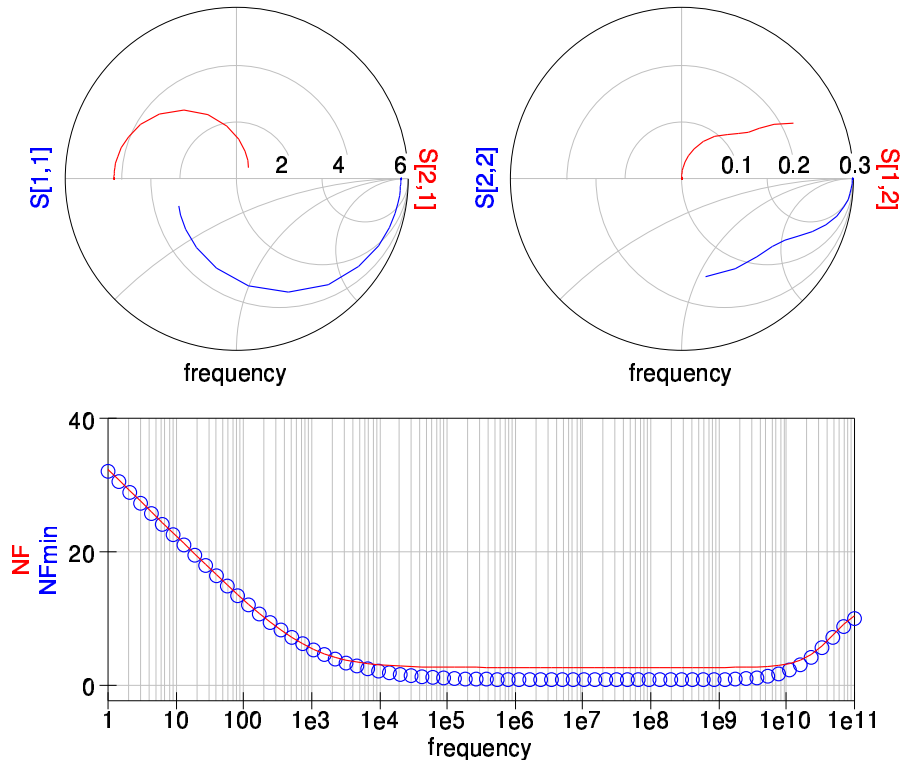 S[1,1]
2 4 6
S[2,1]
frequency
S[2,2]
0.1 0.2 0.3
S[1,2]
frequency
NF
NFmin
40
20
0
1 10 100 1e3 1e4 1e5 1e6 1e7 1e8 1e9 1e10 1e11
frequency